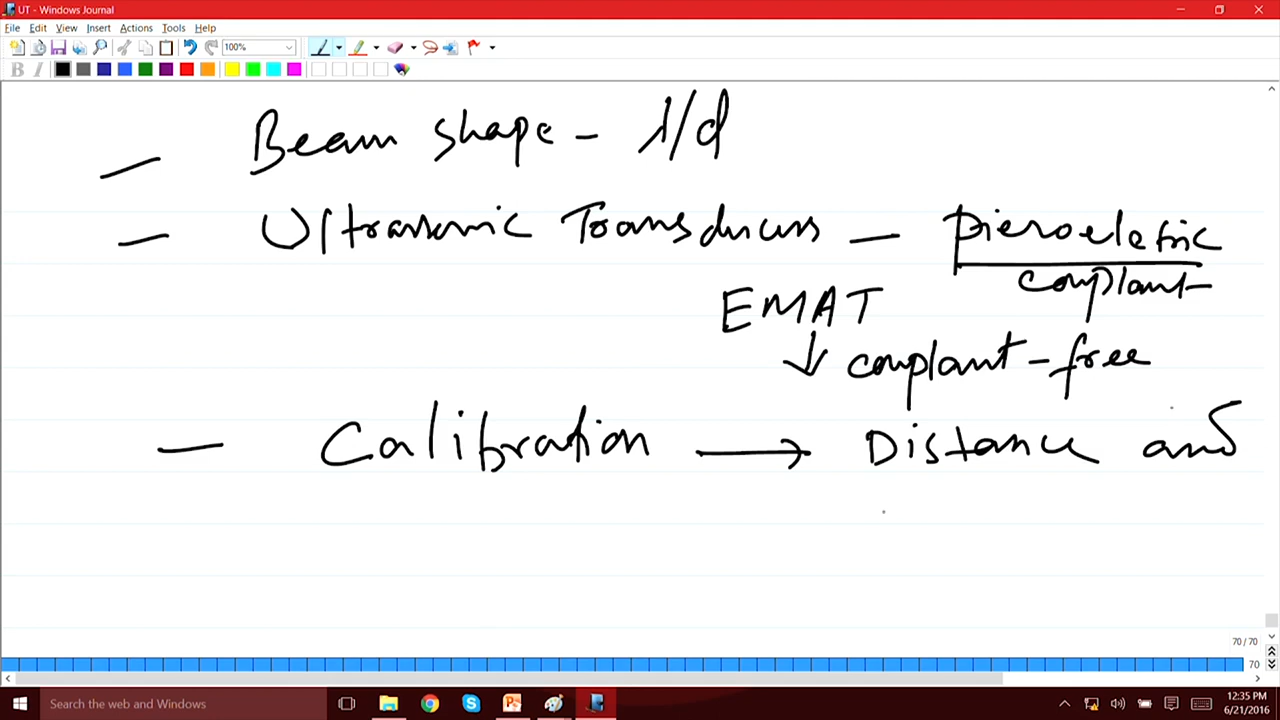 UT - Windows Journal
File Edit View Insert Actions Tools Help
100%
B I
— Beam shape - λ/d
— Ultrasonic Transducers — Piezoeletric
couplant
EMAT
↓ couplant-free
— Calibration → Distance and
70 / 70
70
Search the web and Windows
12:35 PM
6/21/2016